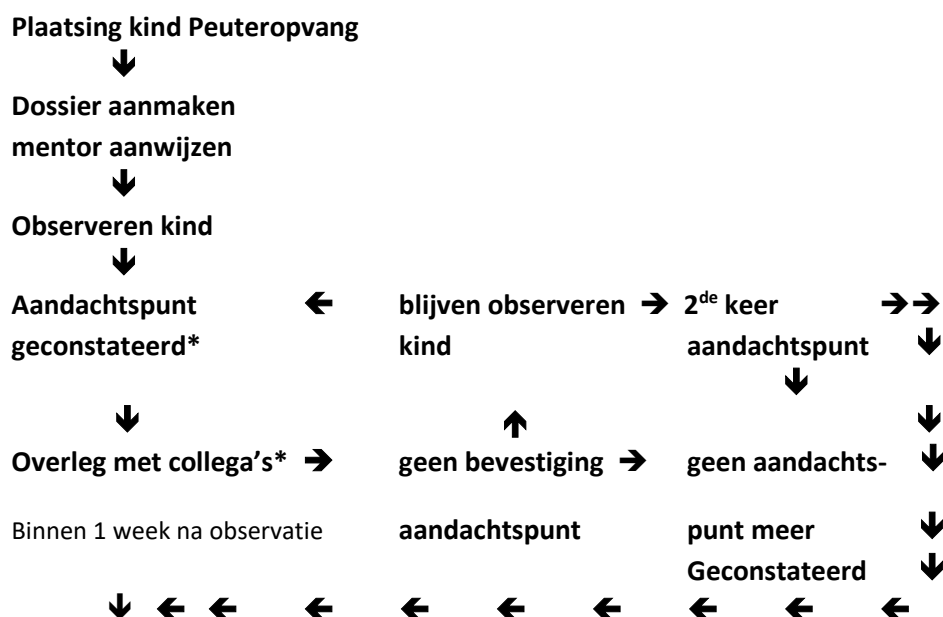 Plaatsing kind Peuteropvang
Dossier aanmaken
mentor aanwijzen
Observeren kind
Aandachtspunt blijven observeren 2de keer
geconstateerd* kind aandachtspunt
Overleg met collega's* geen bevestiging geen aandachts-
Binnen 1 week na observatie aandachtspunt punt meer
Geconstateerd